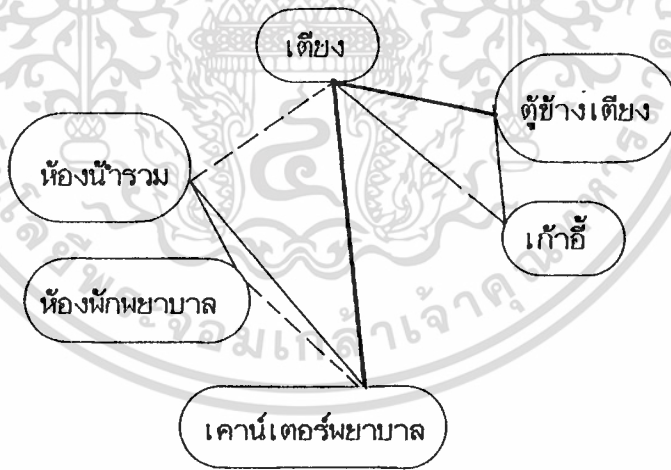 เตียง
ตู้ข้างเตียง
ห้องน้ำรวม
เก้าอี้
ห้องพักพยาบาล
เคาน์เตอร์พยาบาล